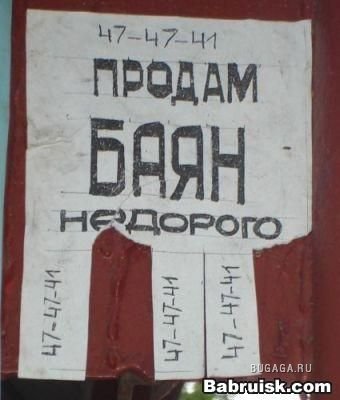 47-47-41
ПРОДАМ
БАЯН
НЕДОРОГО
47-47-41
47-47-41
47-47-41
BUGAGA.RU
Babruisk.com